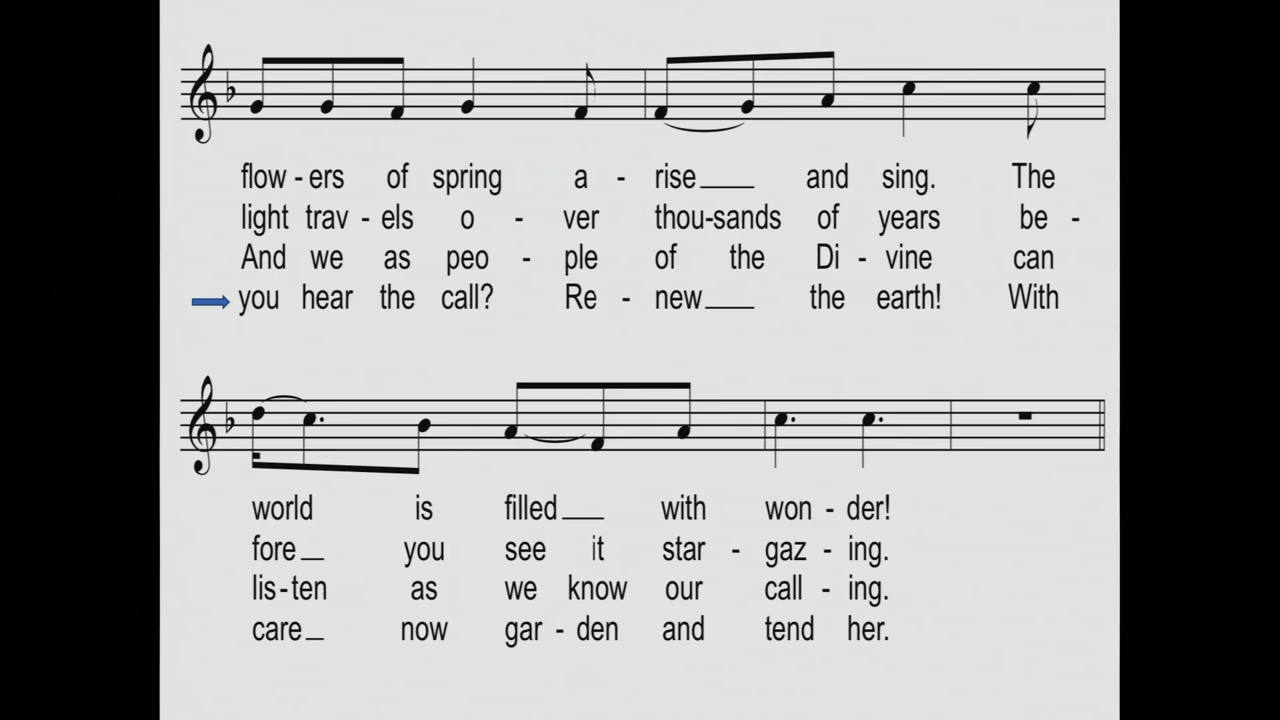 flow - ers of spring a - rise___ and sing. The
light trav - els o - ver thou-sands of years be -
And we as peo - ple of the Di - vine can
you hear the call? Re - new___ the earth! With
world is filled___ with won - der!
fore_ you see it star - gaz - ing.
lis-ten as we know our call - ing.
care_ now gar - den and tend her.